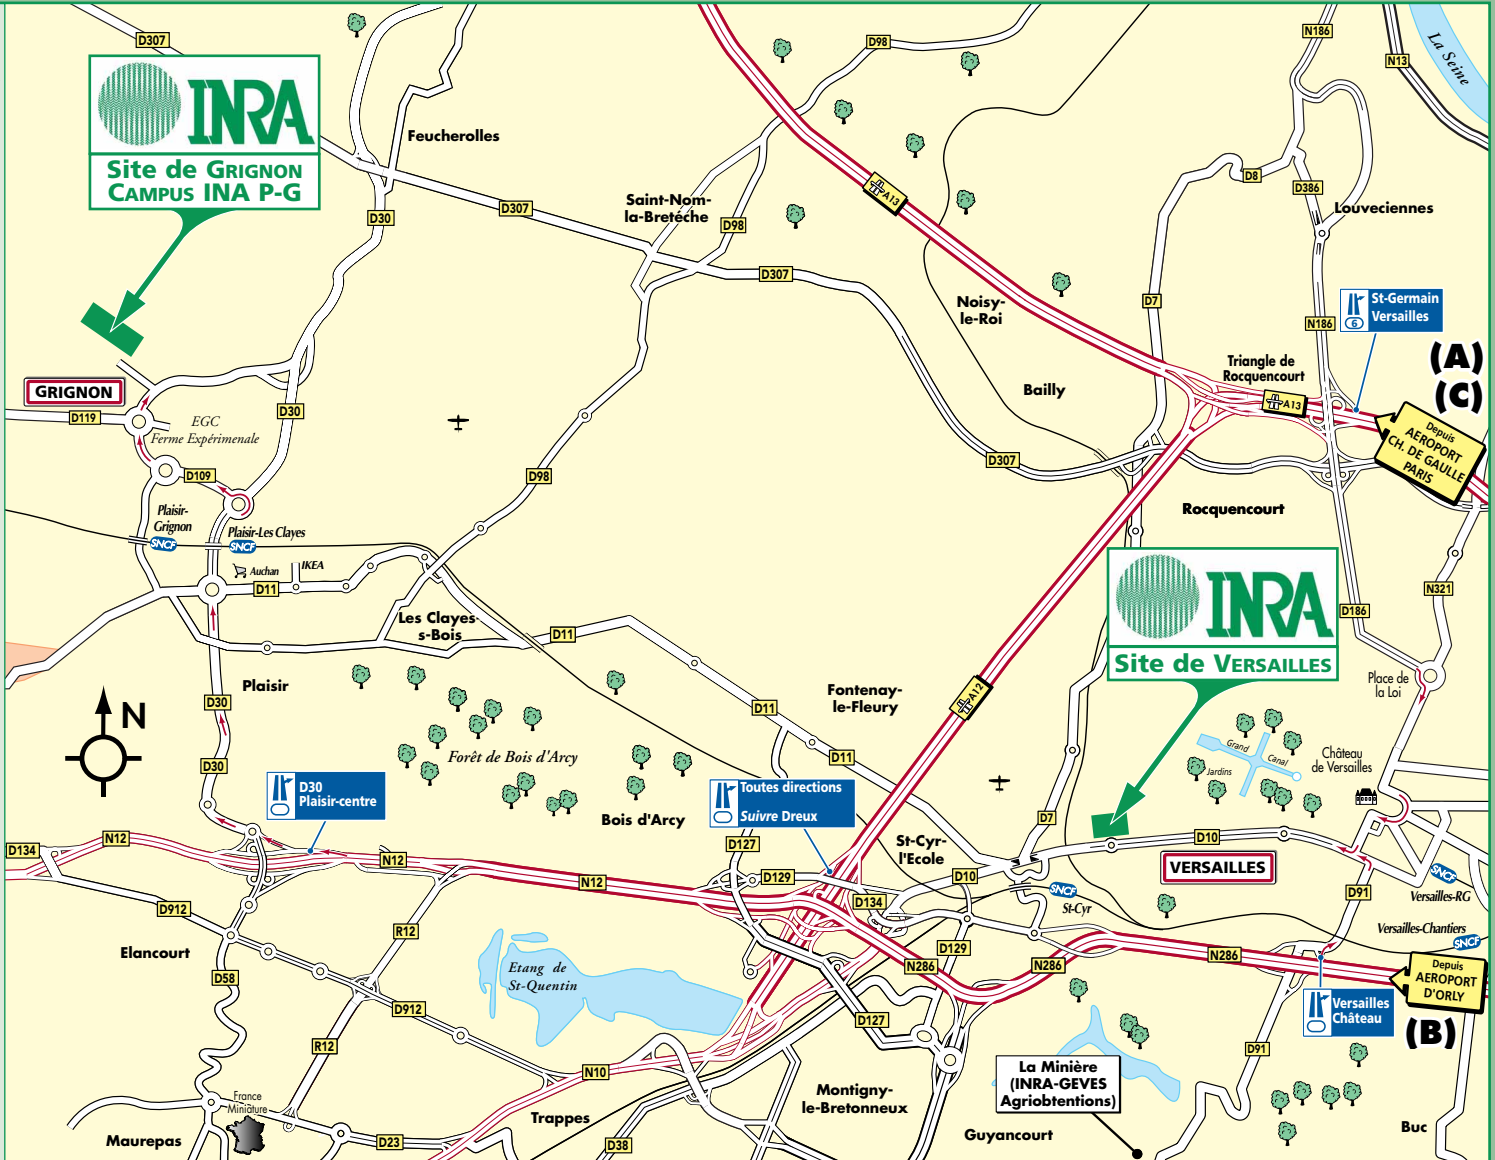 D307
D98
N186
N13
La Seine
INRA
Site de GRIGNON
CAMPUS INA P-G
Feucherolles
D30
D307
Saint-Nom-
la-Bretéche
D98
A13
D8
D386
Louveciennes
D307
Noisy-
le-Roi
D7
N186
6
St-Germain
Versailles
(A)
(C)
Triangle de
Rocquencourt
A13
Bailly
Depuis
AEROPORT
CH. DE GAULLE
PARIS
GRIGNON
D119
EGC
Ferme Expérimenale
D30
D109
D98
D307
Rocquencourt
Plaisir-
Grignon
SNCF
Plaisir-Les Clayes
SNCF
Auchan
IKEA
D11
Les Clayes-
s-Bois
D11
INRA
Site de VERSAILLES
N321
D186
Place de
la Loi
Plaisir
D30
N
D30
Forêt de Bois d'Arcy
Fontenay-
le-Fleury
A12
D11
D11
Grand
Canal
Jardins
Château
de Versailles
D30
Plaisir-centre
Toutes directions
Suivre Dreux
Bois d'Arcy
D7
D10
VERSAILLES
D134
N12
N12
N12
D127
D129
St-Cyr-
l'Ecole
D10
SNCF
St-Cyr
D134
D91
SNCF
Versailles-RG
Versailles-Chantiers
SNCF
D912
R12
Elancourt
D58
Etang de
St-Quentin
D129
N286
N286
N286
Depuis
AEROPORT
D'ORLY
(B)
Versailles
Château
D912
D127
R12
N10
D91
La Minière
(INRA-GEVES
Agriobtentions)
France
Miniature
Montigny-
le-Bretonneux
Trappes
Guyancourt
Buc
Maurepas
D23
D38